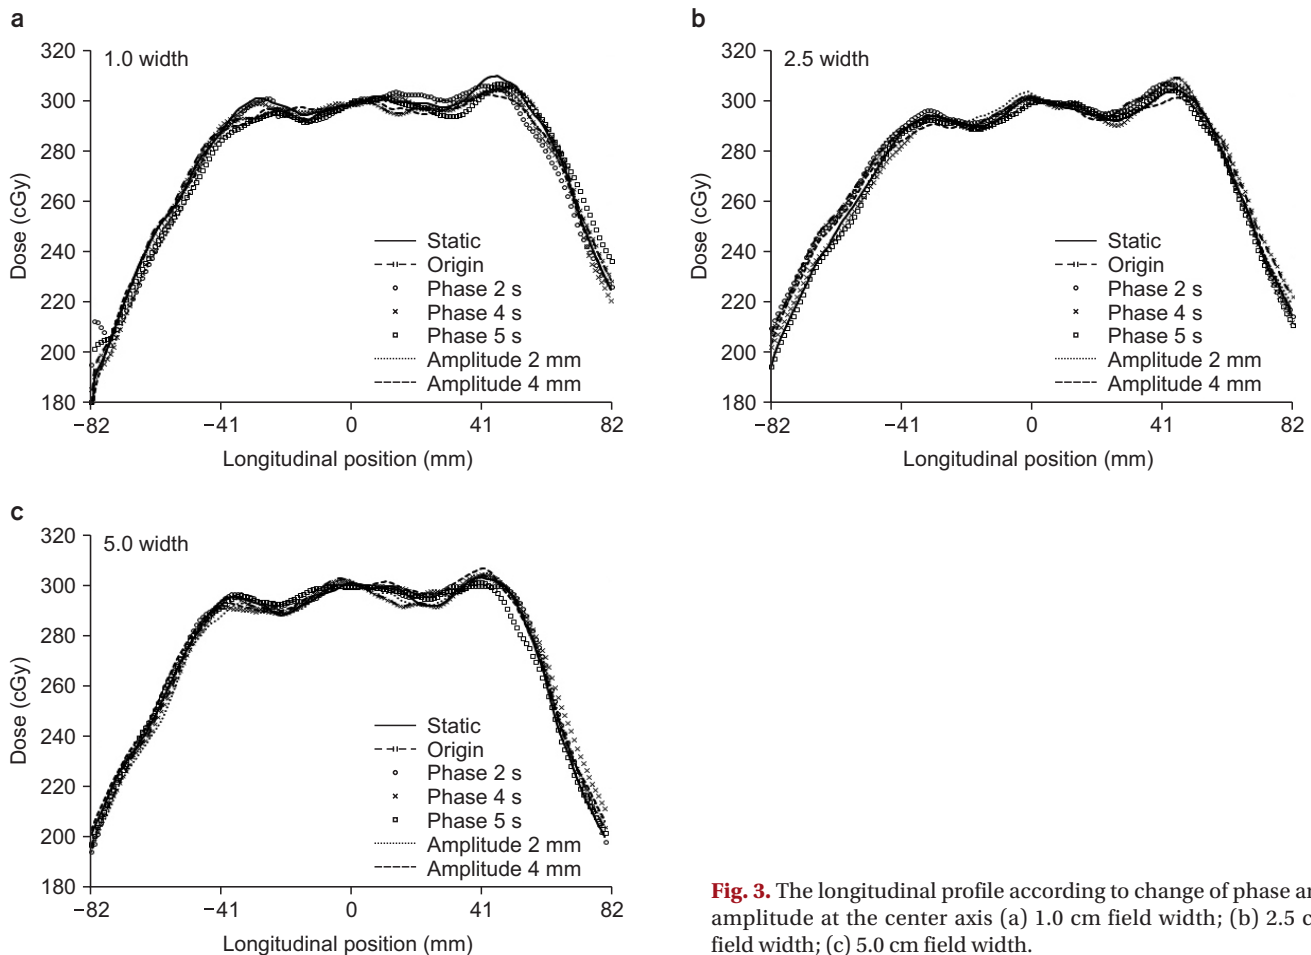 a
1.0 width
320
300
280
260
240
220
200
180
Dose (cGy)
Static
Origin
Phase 2 s
Phase 4 s
Phase 5 s
Amplitude 2 mm
Amplitude 4 mm
−82
−41
0
41
82
Longitudinal position (mm)
b
2.5 width
320
300
280
260
240
220
200
180
Dose (cGy)
Static
Origin
Phase 2 s
Phase 4 s
Phase 5 s
Amplitude 2 mm
Amplitude 4 mm
−82
−41
0
41
82
Longitudinal position (mm)
c
5.0 width
320
300
280
260
240
220
200
180
Dose (cGy)
Static
Origin
Phase 2 s
Phase 4 s
Phase 5 s
Amplitude 2 mm
Amplitude 4 mm
−82
−41
0
41
82
Longitudinal position (mm)
Fig. 3. The longitudinal profile according to change of phase
amplitude at the center axis (a) 1.0 cm field width; (b) 2.5
field width; (c) 5.0 cm field width.